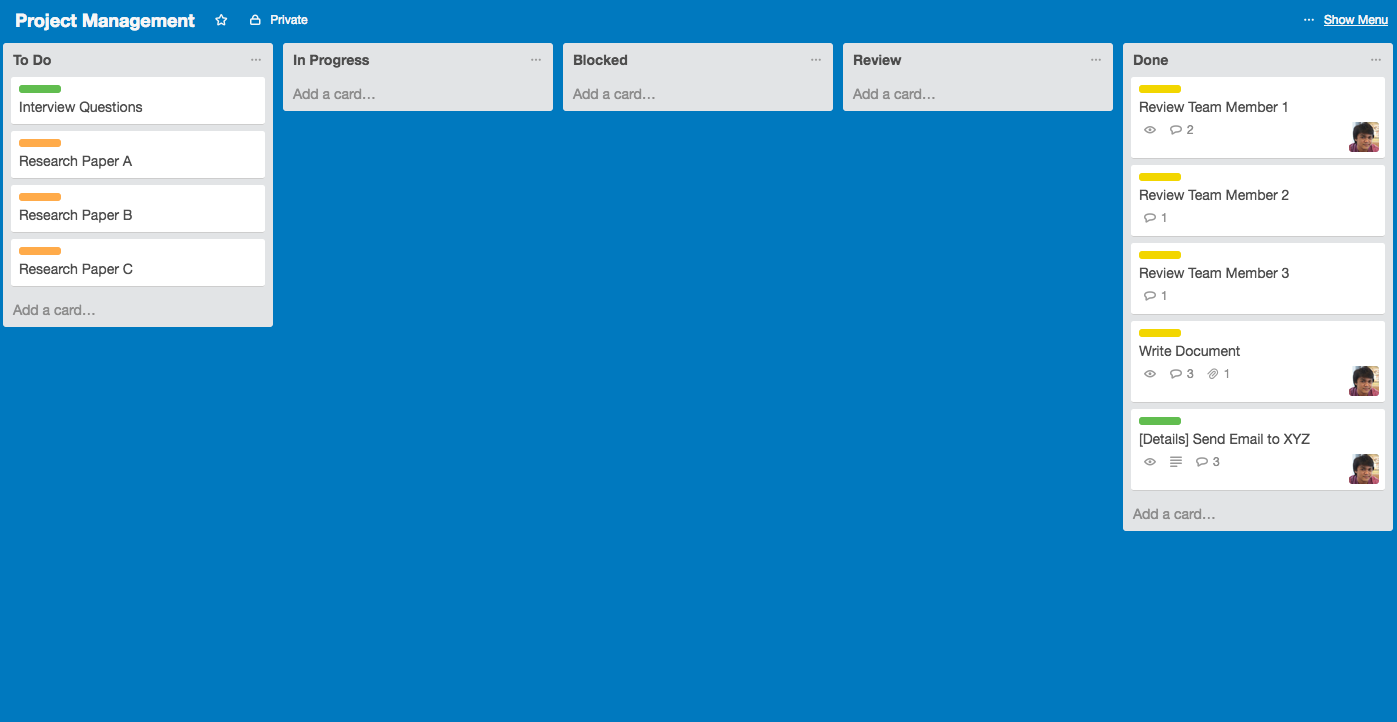 Project Management Private ... Show Menu
To Do ...
Interview Questions
Research Paper A
Research Paper B
Research Paper C
Add a card...
In Progress ...
Add a card...
Blocked ...
Add a card...
Review ...
Add a card...
Done ...
Review Team Member 1
2
Review Team Member 2
1
Review Team Member 3
1
Write Document
3 1
[Details] Send Email to XYZ
3
Add a card...